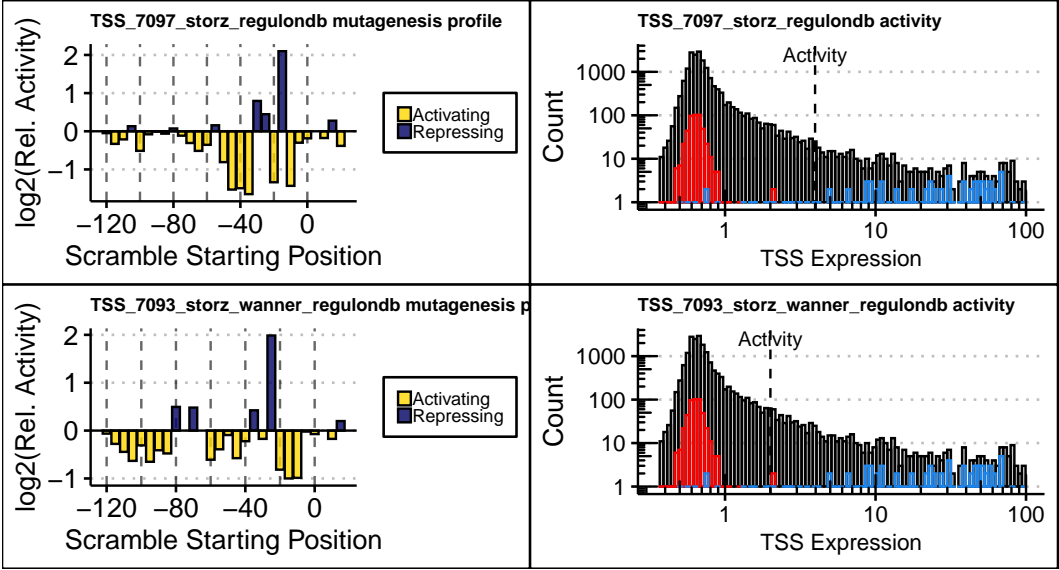 TSS_7097_storz_regulondb mutagenesis profile
log2(Rel. Activity)
2
1
0
−1
−120
−80
−40
0
Scramble Starting Position
Activating
Repressing
TSS_7097_storz_regulondb activity
Activity
Count
1000
100
10
1
1
10
100
TSS Expression
TSS_7093_storz_wanner_regulondb mutagenesis p
log2(Rel. Activity)
2
1
0
−1
−120
−80
−40
0
Scramble Starting Position
Activating
Repressing
TSS_7093_storz_wanner_regulondb activity
Activity
Count
1000
100
10
1
1
10
100
TSS Expression